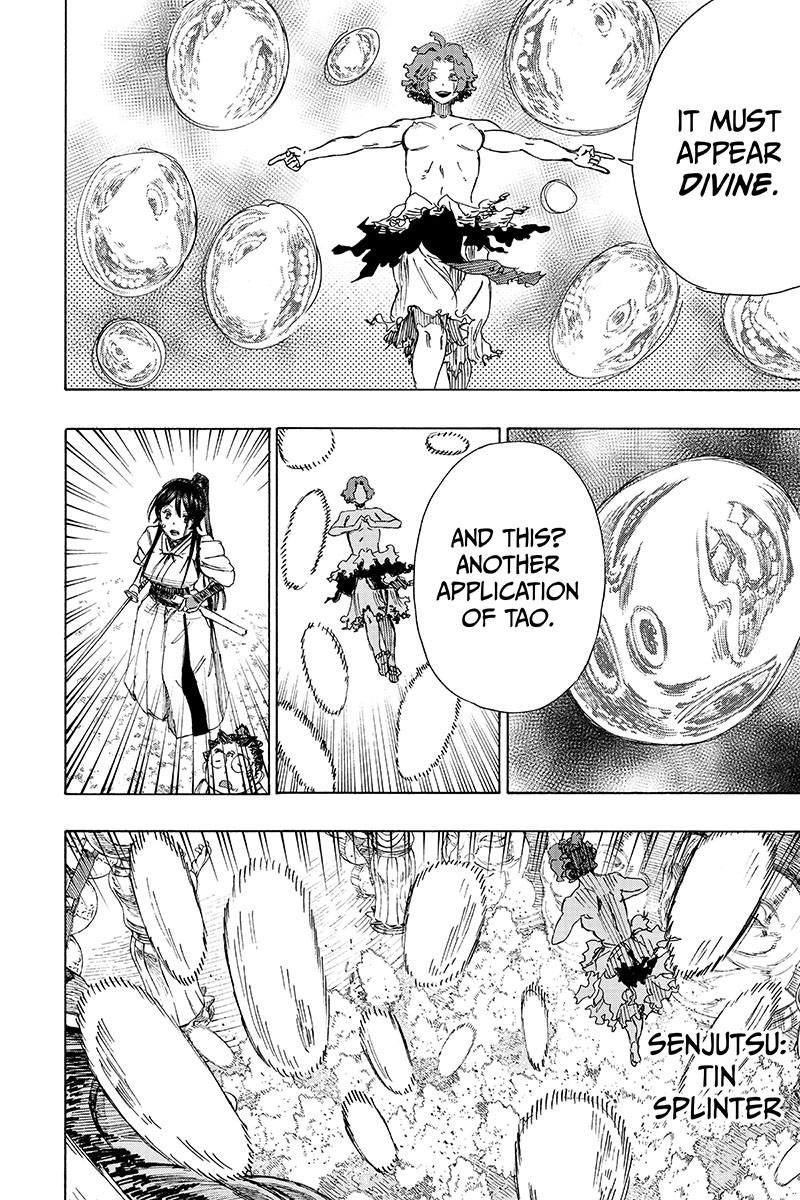 IT MUST
APPEAR
DIVINE.
AND THIS?
ANOTHER
APPLICATION
OF TAO.
SENJUTSU:
TIN
SPLINTER